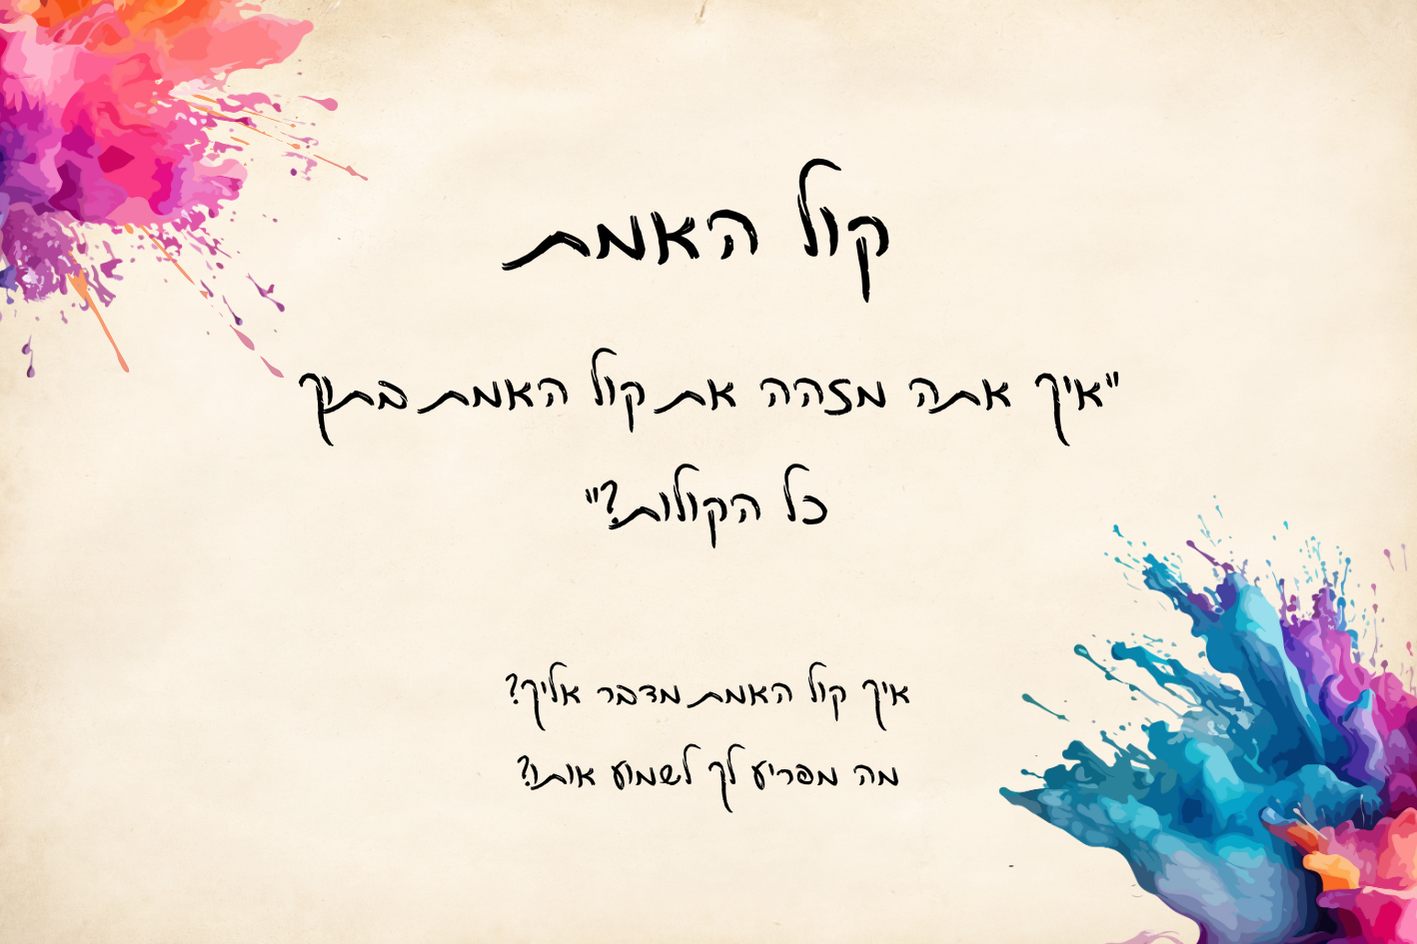 קול האמת
"איך אתה מזהה את קול האמת בתוך
כל הקולות?"
איך קול האמת מדבר אליך?
מה מפריע לך לשמוע אותו?